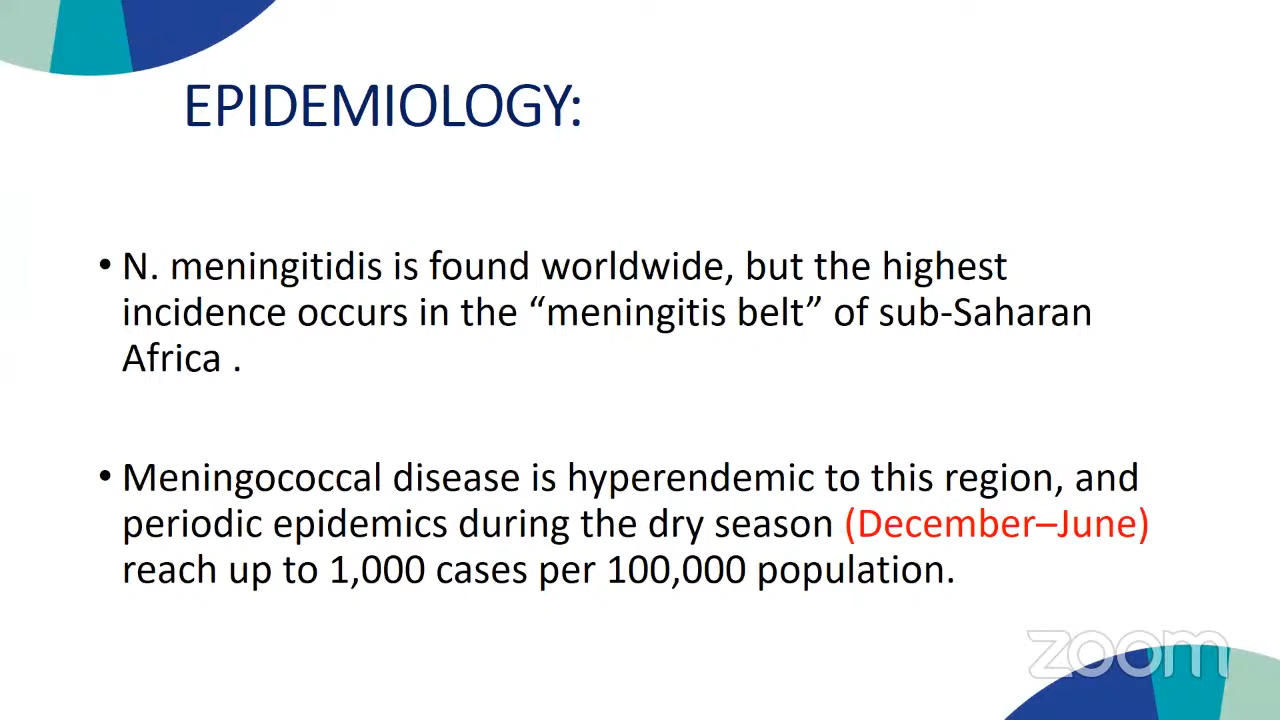 EPIDEMIOLOGY:
• N. meningitidis is found worldwide, but the highest
incidence occurs in the “meningitis belt” of sub-Saharan
Africa .
• Meningococcal disease is hyperendemic to this region, and
periodic epidemics during the dry season (December–June)
reach up to 1,000 cases per 100,000 population.
zoom